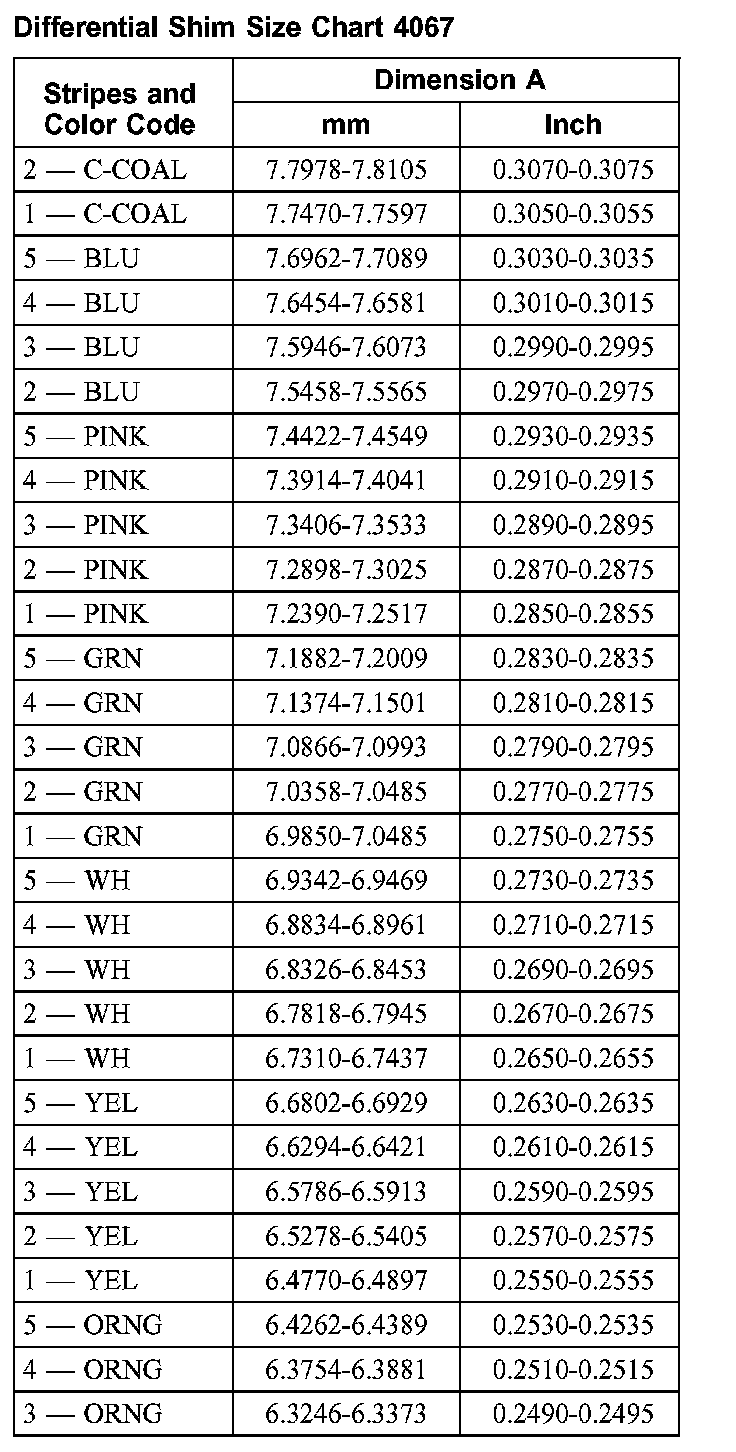 Differential Shim Size Chart 4067
Stripes and Color Code Dimension A
mm Inch
2 — C-COAL 7.7978-7.8105 0.3070-0.3075
1 — C-COAL 7.7470-7.7597 0.3050-0.3055
5 — BLU 7.6962-7.7089 0.3030-0.3035
4 — BLU 7.6454-7.6581 0.3010-0.3015
3 — BLU 7.5946-7.6073 0.2990-0.2995
2 — BLU 7.5458-7.5565 0.2970-0.2975
5 — PINK 7.4422-7.4549 0.2930-0.2935
4 — PINK 7.3914-7.4041 0.2910-0.2915
3 — PINK 7.3406-7.3533 0.2890-0.2895
2 — PINK 7.2898-7.3025 0.2870-0.2875
1 — PINK 7.2390-7.2517 0.2850-0.2855
5 — GRN 7.1882-7.2009 0.2830-0.2835
4 — GRN 7.1374-7.1501 0.2810-0.2815
3 — GRN 7.0866-7.0993 0.2790-0.2795
2 — GRN 7.0358-7.0485 0.2770-0.2775
1 — GRN 6.9850-7.0485 0.2750-0.2755
5 — WH 6.9342-6.9469 0.2730-0.2735
4 — WH 6.8834-6.8961 0.2710-0.2715
3 — WH 6.8326-6.8453 0.2690-0.2695
2 — WH 6.7818-6.7945 0.2670-0.2675
1 — WH 6.7310-6.7437 0.2650-0.2655
5 — YEL 6.6802-6.6929 0.2630-0.2635
4 — YEL 6.6294-6.6421 0.2610-0.2615
3 — YEL 6.5786-6.5913 0.2590-0.2595
2 — YEL 6.5278-6.5405 0.2570-0.2575
1 — YEL 6.4770-6.4897 0.2550-0.2555
5 — ORNG 6.4262-6.4389 0.2530-0.2535
4 — ORNG 6.3754-6.3881 0.2510-0.2515
3 — ORNG 6.3246-6.3373 0.2490-0.2495